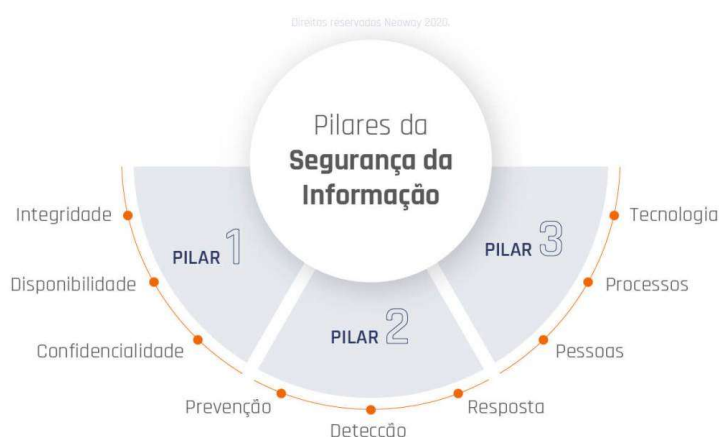 Direitos reservados Neoway 2020.
Pilares da
Segurança da
Informação
PILAR 1
Integridade
Disponibilidade
Confidencialidade
PILAR 2
Prevenção
Detecção
Resposta
PILAR 3
Tecnologia
Processos
Pessoas